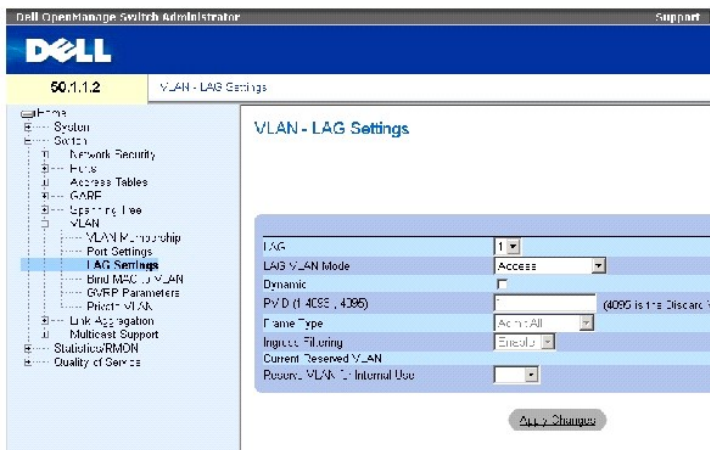 Dell OpenManage Switch Administrator
Support
DELL
50.1.1.2
VLAN - LAG Settings
Home
System
Switch
Network Security
Ports
Address Tables
GARP
Spanning Tree
VLAN
VLAN Membership
Port Settings
LAG Settings
Bind MAC to VLAN
GVRP Parameters
Private VLAN
Link Aggregation
Multicast Support
Statistics/RMON
Quality of Service
VLAN - LAG Settings
LAG
1
LAG VLAN Mode
Access
Dynamic
PVID (1-4093, 4095)
(4095 is the Discard
Frame Type
Admit All
Ingress Filtering
Enable
Current Reserved VLAN
Reserve VLAN for Internal Use
Apply Changes